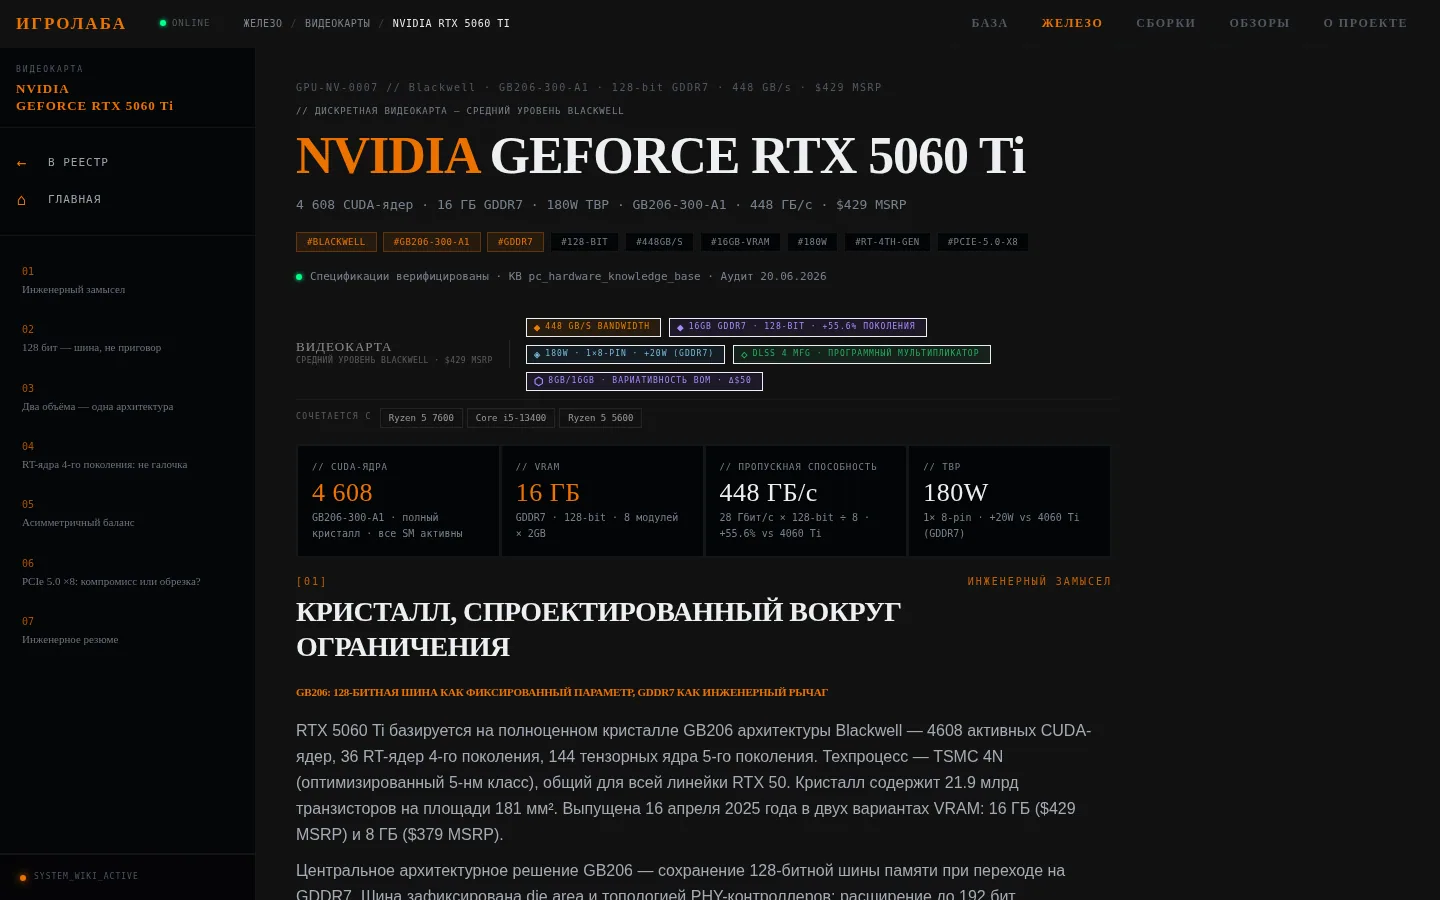 ИГРОЛАБА
ONLINE
ЖЕЛЕЗО / ВИДЕОКАРТЫ / NVIDIA RTX 5060 TI
БАЗА ЖЕЛЕЗО СБОРКИ ОБЗОРЫ О ПРОЕКТЕ
ВИДЕОКАРТА
NVIDIA
GEFORCE RTX 5060 Ti
← В РЕЕСТР
⌂ ГЛАВНАЯ
01
Инженерный замысел
02
128 бит — шина, не приговор
03
Два объёма — одна архитектура
04
RT-ядра 4-го поколения: не галочка
05
Асимметричный баланс
06
PCIe 5.0 ×8: компромисс или обрезка?
07
Инженерное резюме
SYSTEM_WIKI_ACTIVE
GPU-NV-0007 // Blackwell · GB206-300-A1 · 128-bit GDDR7 · 448 GB/s · $429 MSRP
// ДИСКРЕТНАЯ ВИДЕОКАРТА — СРЕДНИЙ УРОВЕНЬ BLACKWELL
NVIDIA GEFORCE RTX 5060 Ti
4 608 CUDA-ядер · 16 ГБ GDDR7 · 180W TBP · GB206-300-A1 · 448 ГБ/с · $429 MSRP
#BLACKWELL #GB206-300-A1 #GDDR7 #128-BIT #448GB/S #16GB-VRAM #180W #RT-4TH-GEN #PCIE-5.0-X8
Спецификации верифицированы · KB pc_hardware_knowledge_base · Аудит 20.06.2026
ВИДЕОКАРТА
СРЕДНИЙ УРОВЕНЬ BLACKWELL · $429 MSRP
◆ 448 GB/S BANDWIDTH ◆ 16GB GDDR7 · 128-BIT · +55.6% ПОКОЛЕНИЯ
◈ 180W · 1×8-PIN · +20W (GDDR7) ◇ DLSS 4 MFG · ПРОГРАММНЫЙ МУЛЬТИПЛИКАТОР
⬡ 8GB/16GB · ВАРИАТИВНОСТЬ BOM · Δ$50
СОЧЕТАЕТСЯ С Ryzen 5 7600 Core i5-13400 Ryzen 5 5600
// CUDA-ЯДРА
4 608
GB206-300-A1 · полный
кристалл · все SM активны
// VRAM
16 ГБ
GDDR7 · 128-bit · 8 модулей
× 2GB
// ПРОПУСКНАЯ СПОСОБНОСТЬ
448 ГБ/с
28 Гбит/с × 128-bit ÷ 8 ·
+55.6% vs 4060 Ti
// TBP
180W
1× 8-pin · +20W vs 4060 Ti
(GDDR7)
[01]
ИНЖЕНЕРНЫЙ ЗАМЫСЕЛ
КРИСТАЛЛ, СПРОЕКТИРОВАННЫЙ ВОКРУГ
ОГРАНИЧЕНИЯ
GB206: 128-БИТНАЯ ШИНА КАК ФИКСИРОВАННЫЙ ПАРАМЕТР, GDDR7 КАК ИНЖЕНЕРНЫЙ РЫЧАГ
RTX 5060 Ti базируется на полноценном кристалле GB206 архитектуры Blackwell — 4608 активных CUDA-
ядер, 36 RT-ядер 4-го поколения, 144 тензорных ядра 5-го поколения. Техпроцесс — TSMC 4N
(оптимизированный 5-нм класс), общий для всей линейки RTX 50. Кристалл содержит 21.9 млрд
транзисторов на площади 181 мм². Выпущена 16 апреля 2025 года в двух вариантах VRAM: 16 ГБ ($429
MSRP) и 8 ГБ ($379 MSRP).
Центральное архитектурное решение GB206 — сохранение 128-битной шины памяти при переходе на
GDDR7. Шина зафиксирована die area и топологией PHY-контроллеров: расширение до 192 бит